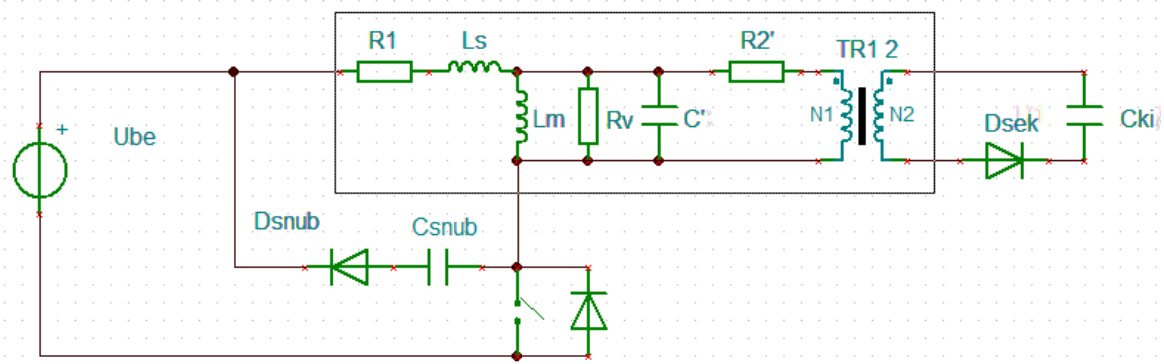 R1
Ls
R2'
TR1 2
+
Ube
Lm
Rv
C'
N1
N2
Dsek
Cki
Dsnub
Csnub